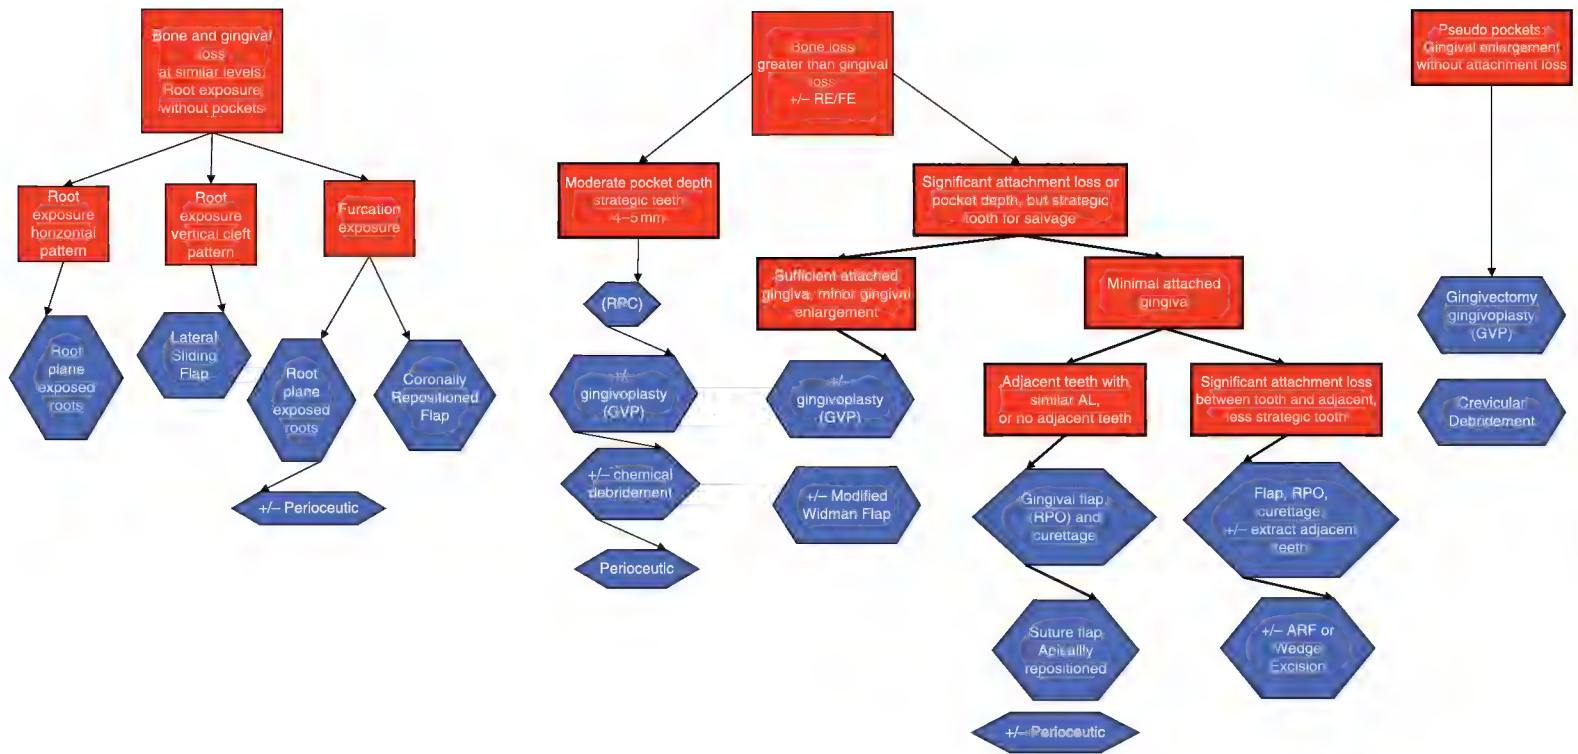 Bone and gingival
loss
at similar levels:
Root exposure
without pockets
Root
exposure
horizontal
pattern
Root
exposure
vertical cleft
pattern
Furcation
exposure
Root
plane
exposed
roots
Lateral
Sliding
Flap
Root
plane
exposed
roots
Coronally
Repositioned
Flap
+/– Perioceutic
Bone loss
greater than gingival
loss
+/– RE/FE
Moderate pocket depth
strategic teeth
4–5 mm
(RPC)
+/–
gingivoplasty
(GVP)
+/– chemical
debridement
Perioceutic
Significant attachment loss or
pocket depth, but strategic
tooth for salvage
Sufficient attached
gingiva, minor gingival
enlargement
+/–
gingivoplasty
(GVP)
+/– Modified
Widman Flap
Minimal attached
gingiva
Adjacent teeth with
similar AL,
or no adjacent teeth
Gingival flap,
(RPO) and
curettage
Suture flap
Apicallly
repositioned
+/– Perioceutic
Significant attachment loss
between tooth and adjacent,
less strategic tooth
Flap, RPO,
curettage,
+/– extract adjacent
teeth
+/– ARF or
Wedge
Excision
Pseudo pockets:
Gingival enlargement
without attachment loss
Gingivectomy
gingivoplasty
(GVP)
Crevicular
Debridement